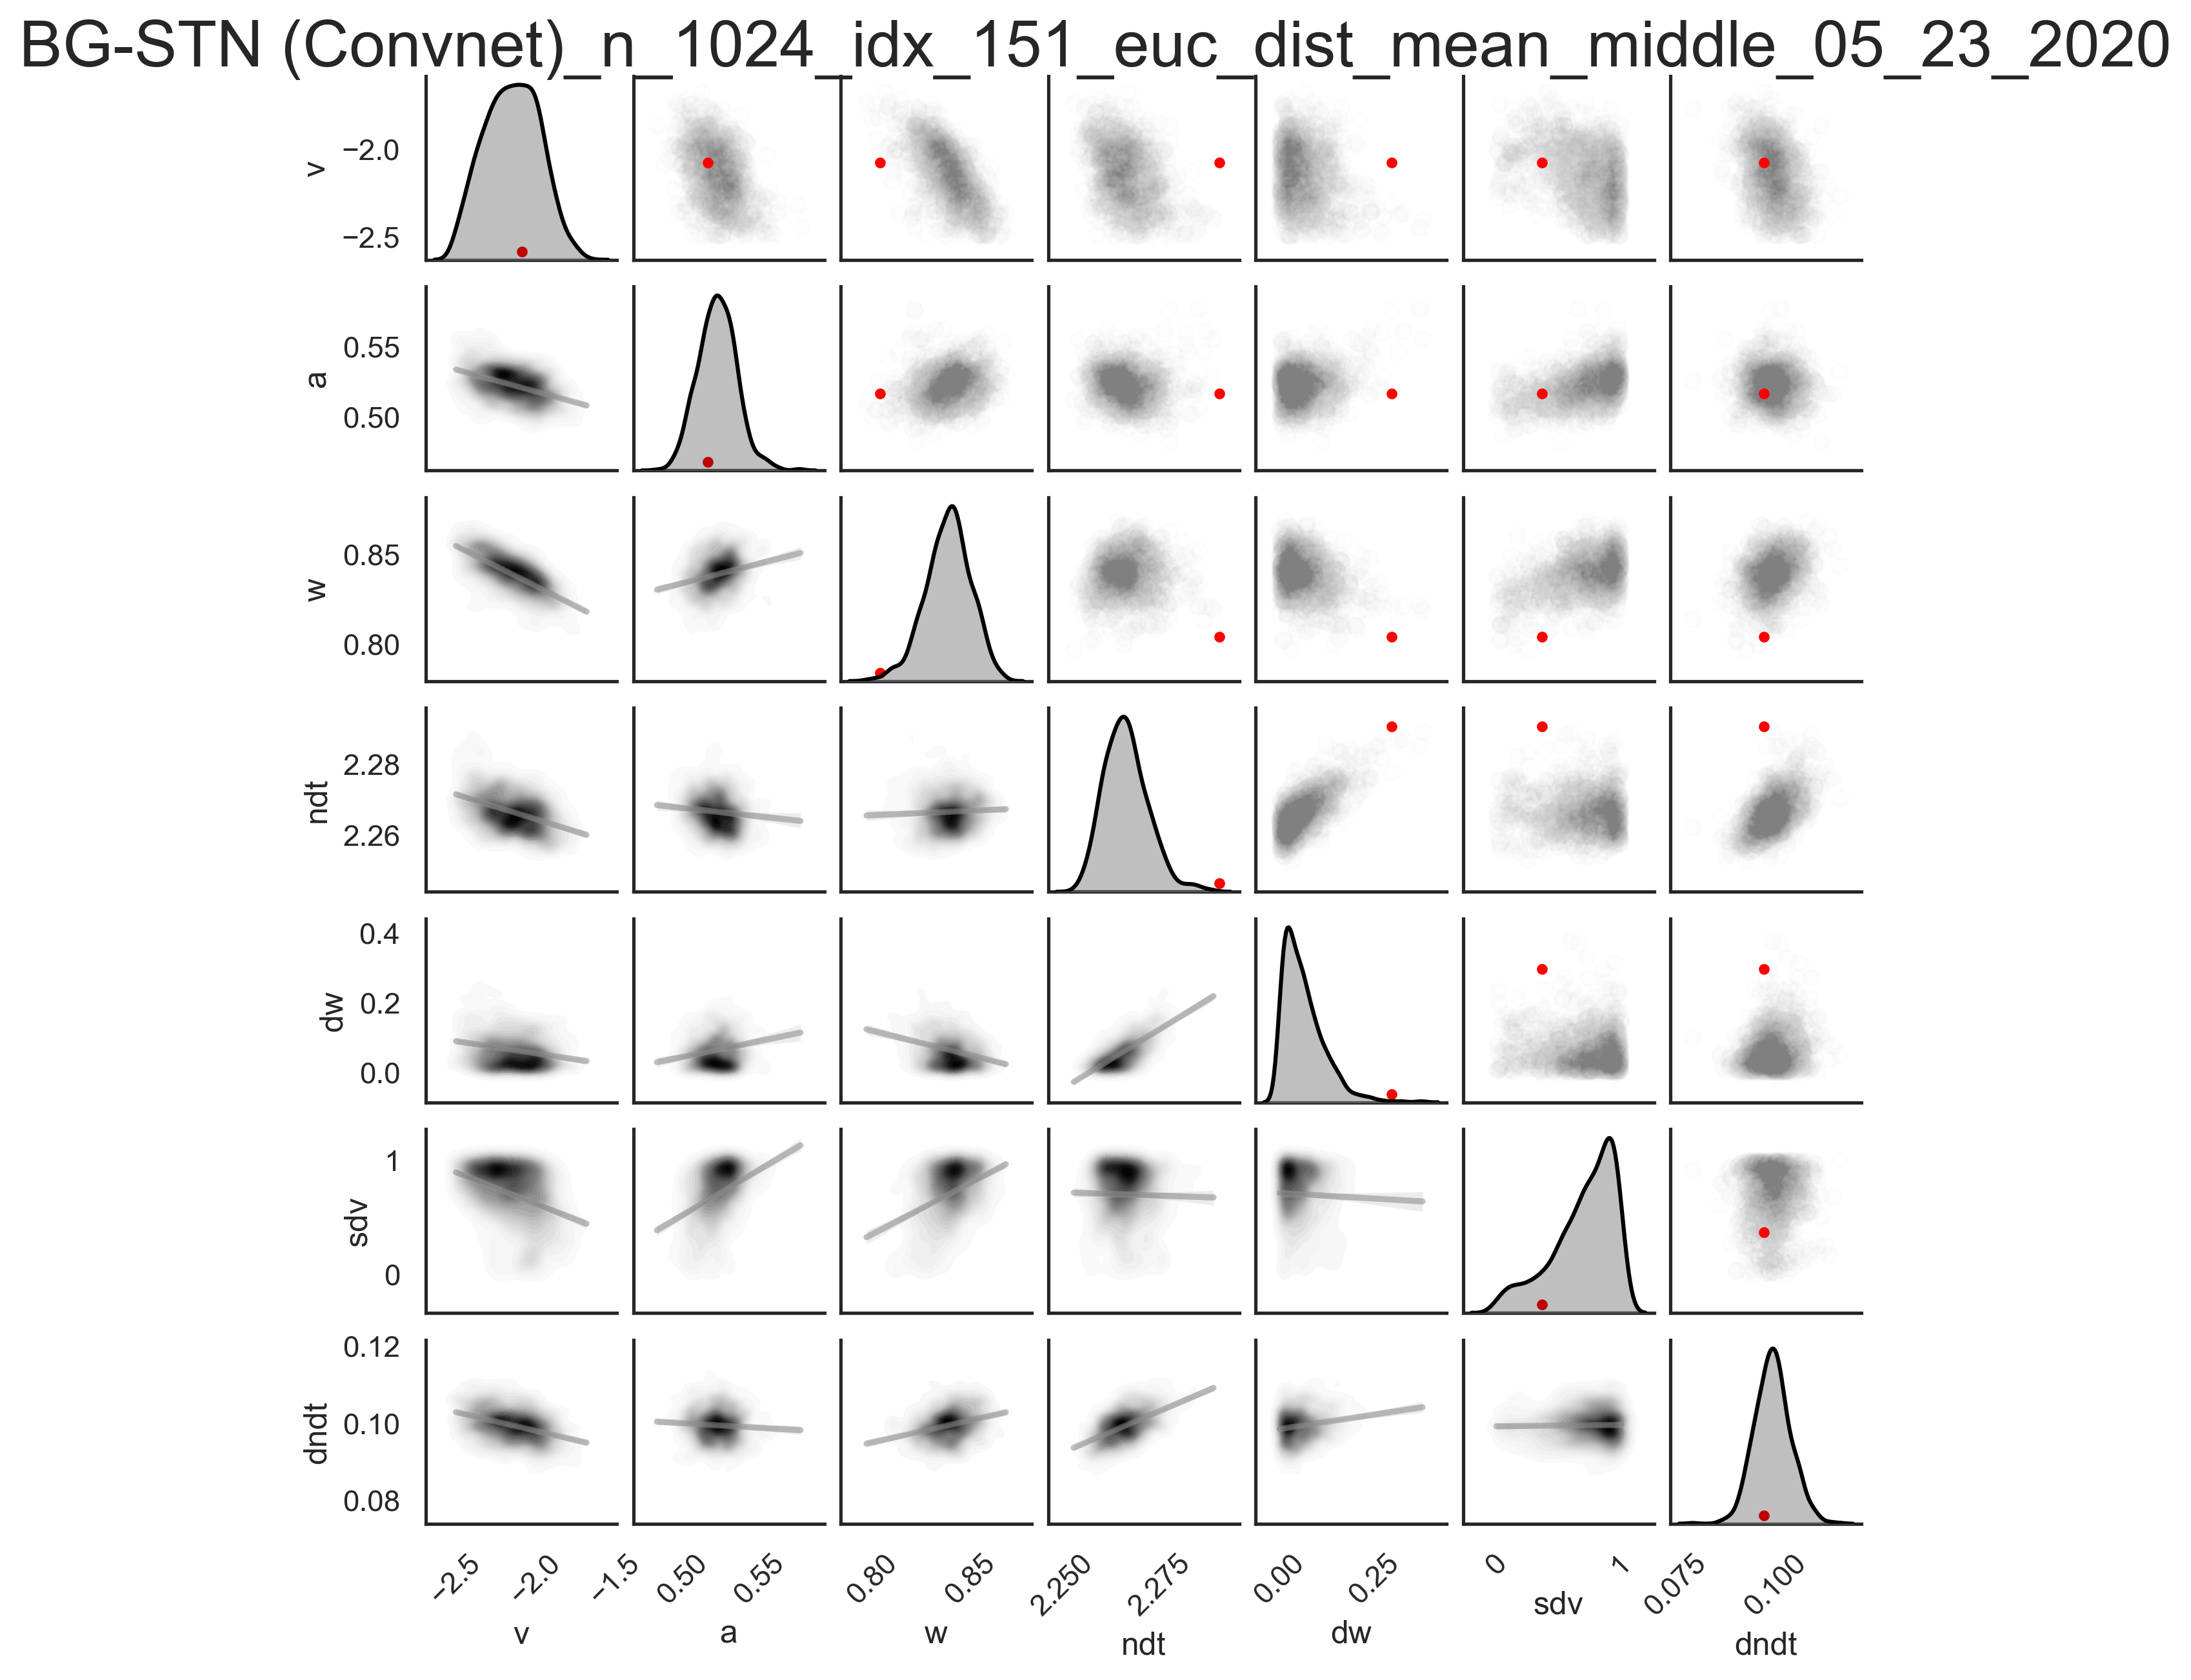 BG-STN (Convnet)_n_1024_idx_151_euc_dist_mean_middle_05_23_2020
v
−2.0
−2.5
a
0.55
0.50
w
0.85
0.80
ndt
2.28
2.26
dw
0.4
0.2
0.0
sdv
1
0
dndt
0.12
0.10
0.08
−2.5 −2.0 −1.5 0.50 0.55 0.80 0.85 2.250 2.275 0.00 0.25 0 1 0.075 0.100
v a w ndt dw sdv dndt